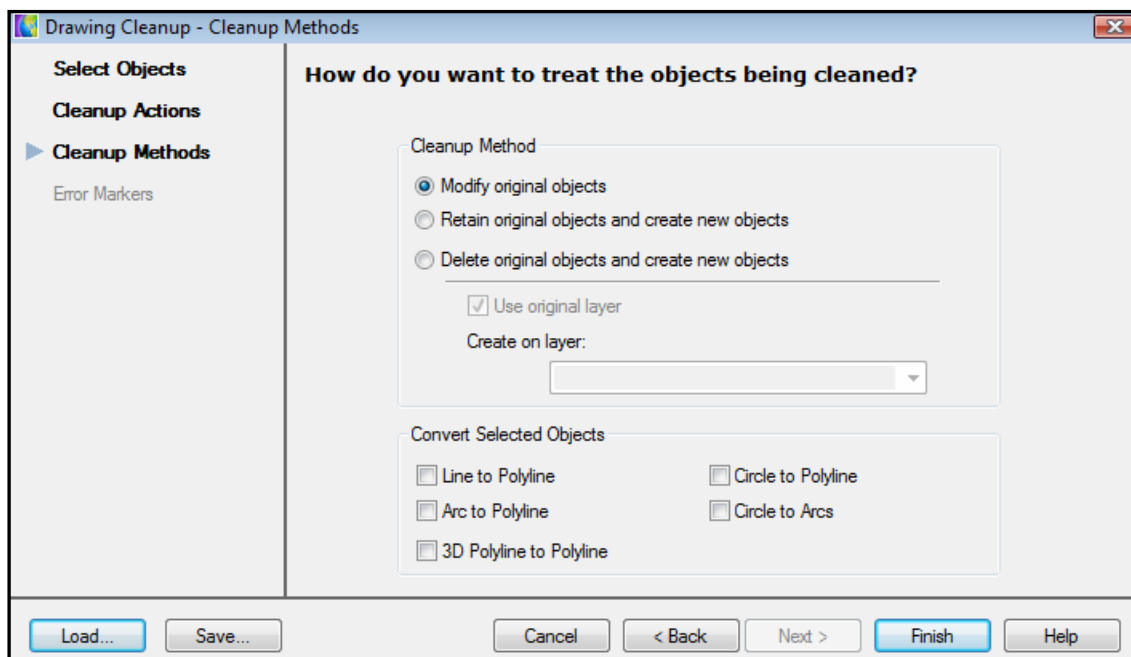 Drawing Cleanup - Cleanup Methods
Select Objects
Cleanup Actions
Cleanup Methods
Error Markers
How do you want to treat the objects being cleaned?
Cleanup Method
Modify original objects
Retain original objects and create new objects
Delete original objects and create new objects
Use original layer
Create on layer:
Convert Selected Objects
Line to Polyline
Circle to Polyline
Arc to Polyline
Circle to Arcs
3D Polyline to Polyline
Load... Save... Cancel < Back Next > Finish Help